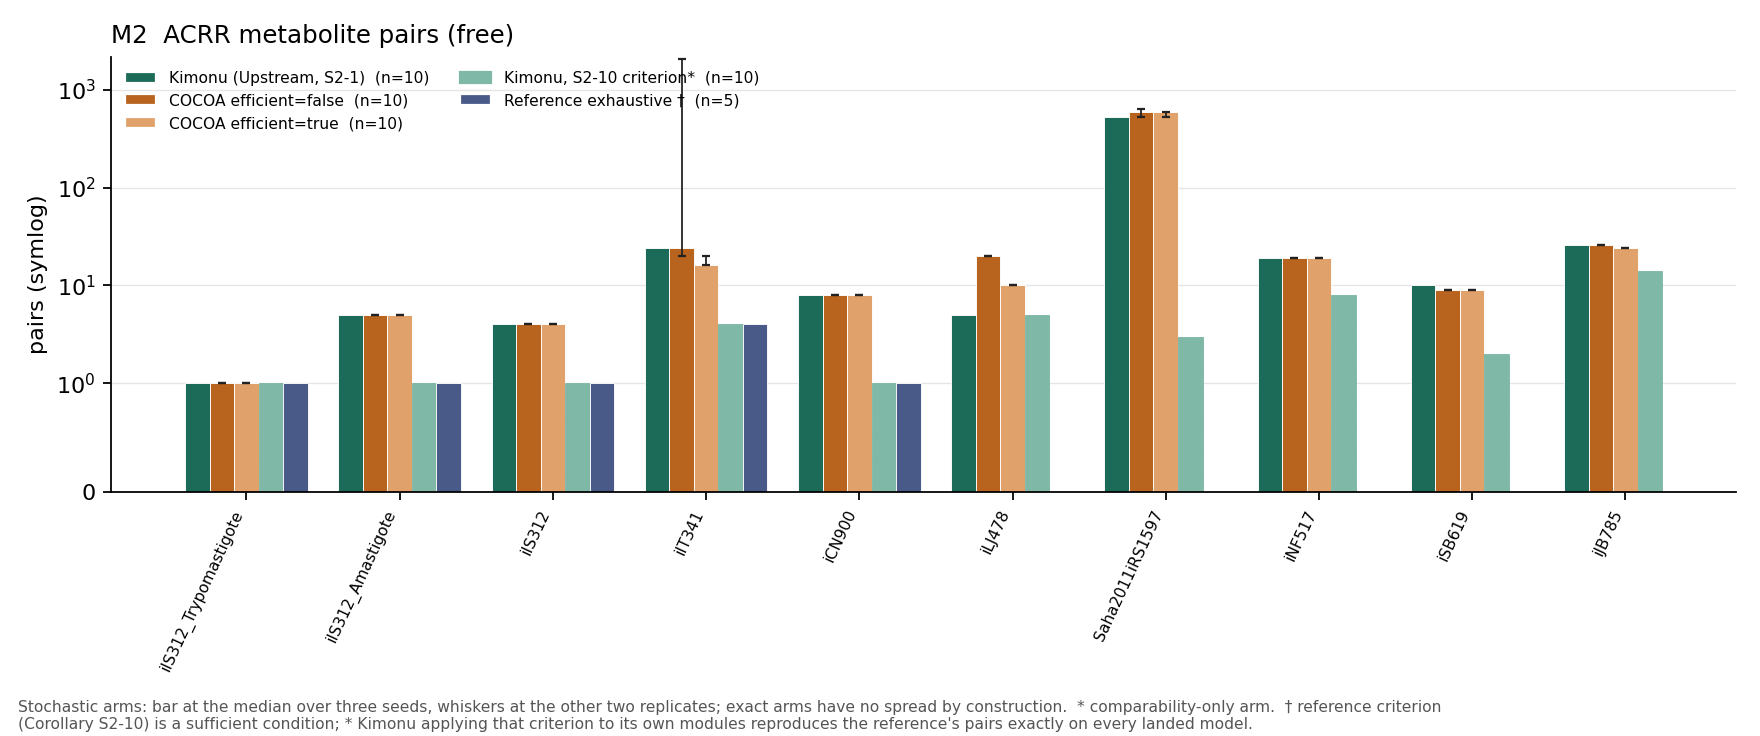 M2  ACRR metabolite pairs (free)
Kimonu (Upstream, S2-1)  (n=10)
COCOA efficient=false  (n=10)
COCOA efficient=true  (n=10)
Kimonu, S2-10 criterion*  (n=10)
Reference exhaustive †  (n=5)
pairs (symlog)
10³
10²
10¹
10⁰
0
iIS312_Trypomastigote
iIS312_Amastigote
iIS312
iIT341
iCN900
iLJ478
Saha2011iRS1597
iNF517
iSB619
iJB785
Stochastic arms: bar at the median over three seeds, whiskers at the other two replicates; exact arms have no spread by construction.  * comparability-only arm.  † reference criterion
(Corollary S2-10) is a sufficient condition; * Kimonu applying that criterion to its own modules reproduces the reference's pairs exactly on every landed model.